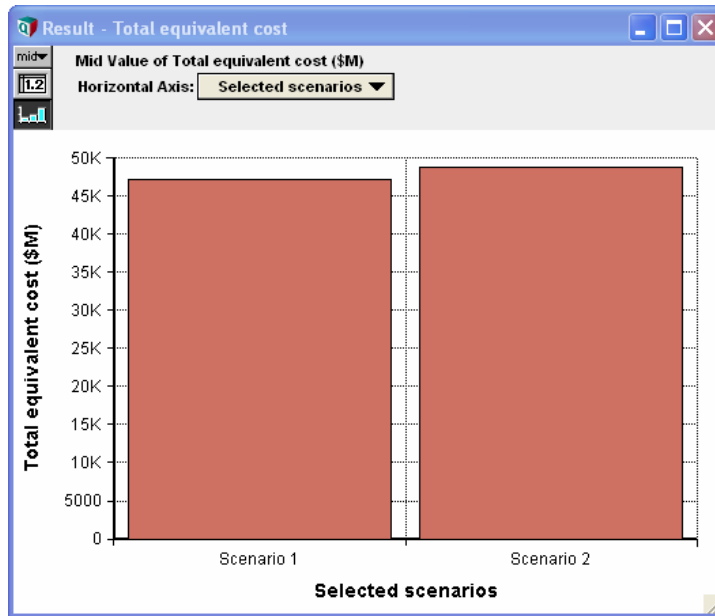 Result - Total equivalent cost
mid
Mid Value of Total equivalent cost ($M)
1.2
Horizontal Axis: Selected scenarios
50K
45K
40K
35K
30K
25K
20K
15K
10K
5000
0
Total equivalent cost ($M)
Scenario 1 Scenario 2
Selected scenarios